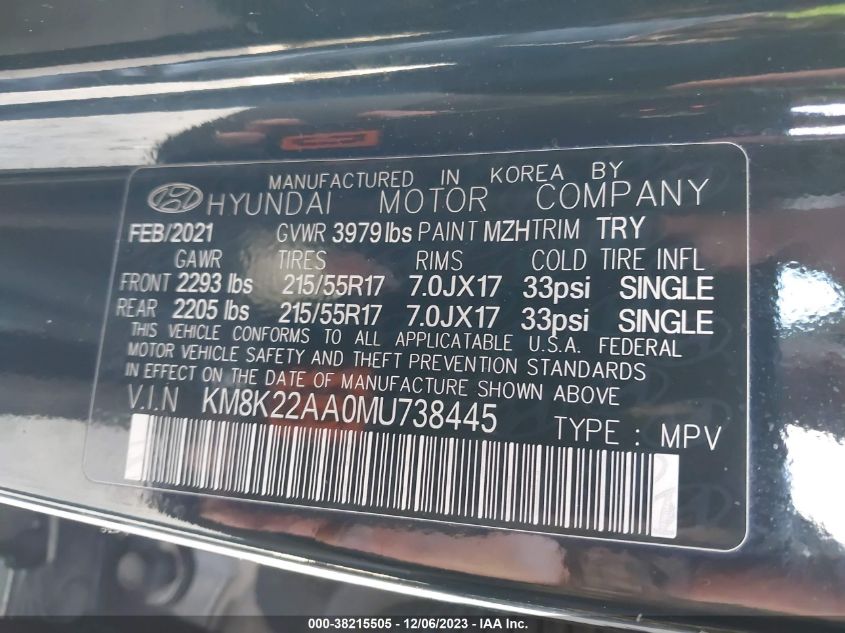 MANUFACTURED IN KOREA BY
HYUNDAI MOTOR COMPANY
FEB/2021 GVWR 3979 lbs PAINT MZH TRIM TRY
GAWR TIRES RIMS COLD TIRE INFL
FRONT 2293 lbs 215/55R17 7.0JX17 33psi SINGLE
REAR 2205 lbs 215/55R17 7.0JX17 33psi SINGLE
THIS VEHICLE CONFORMS TO ALL APPLICATABLE U.S.A. FEDERAL
MOTOR VEHICLE SAFETY AND THEFT PREVENTION STANDARDS
IN EFFECT ON THE DATE OF MANUFACTURE SHOWN ABOVE
V.I.N KM8K22AA0MU738445 TYPE : MPV
000-38215505 - 12/06/2023 - IAA Inc.